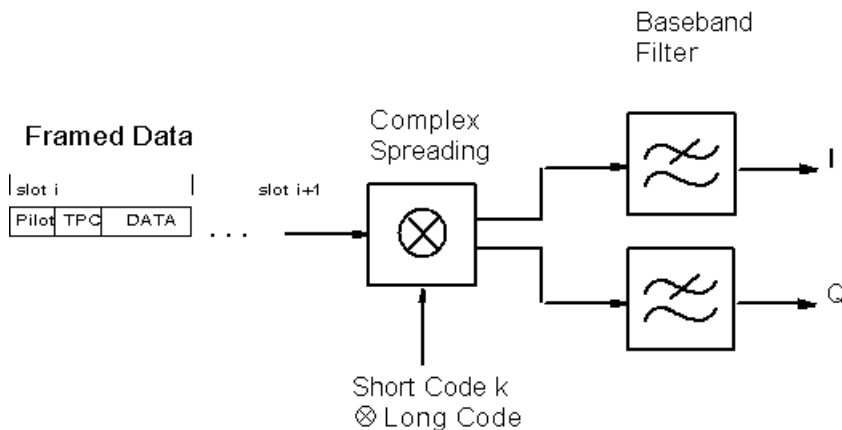 Baseband
Filter
Framed Data
Complex
Spreading
slot i
slot i+1
Pilot TPC DATA
. . .
I
Q
Short Code k
⊗ Long Code